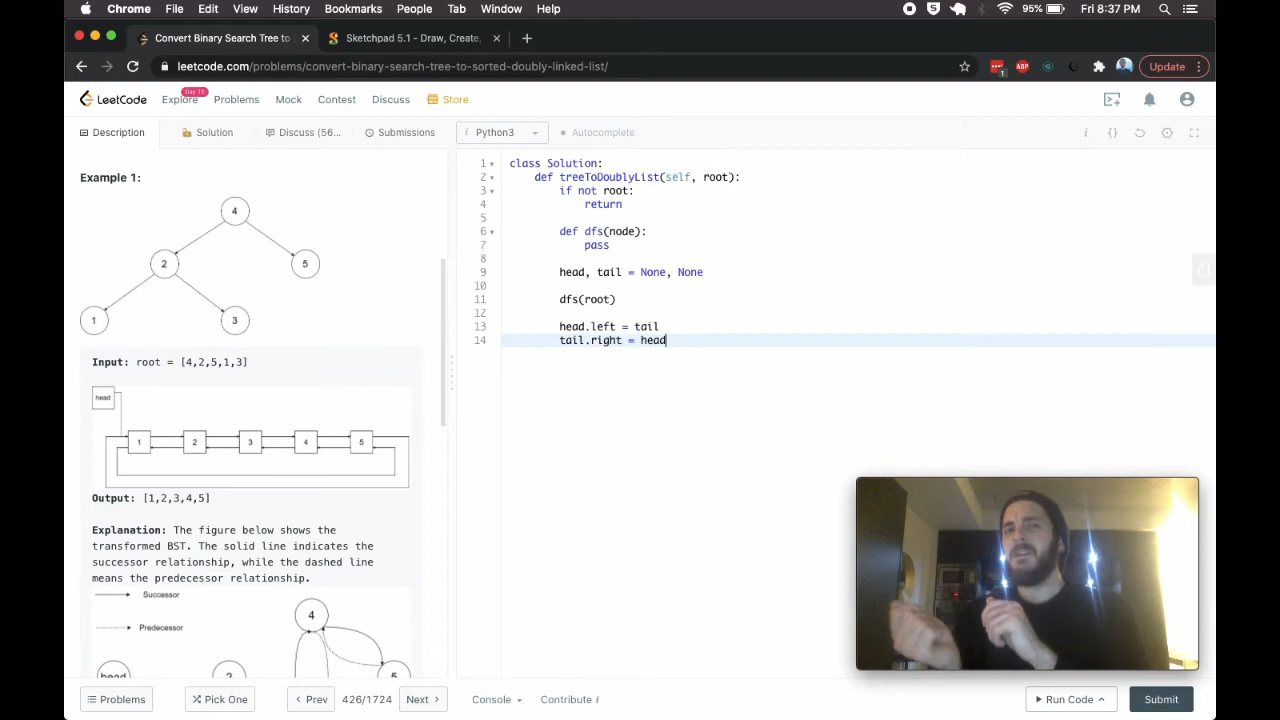 Chrome File Edit View History Bookmarks People Tab Window Help 95% Fri 8:37 PM
Convert Binary Search Tree to Sketchpad 5.1 - Draw, Create,
leetcode.com/problems/convert-binary-search-tree-to-sorted-doubly-linked-list/ ABP 1 Update
LeetCode Explore Day 15 Problems Mock Contest Discuss Store
Description Solution Discuss (56... Submissions i Python3 Autocomplete i {}
Example 1:
4
2 5
1 3
Input: root = [4,2,5,1,3]
head
1 2 3 4 5
Output: [1,2,3,4,5]
Explanation: The figure below shows the
transformed BST. The solid line indicates the
successor relationship, while the dashed line
means the predecessor relationship.
Successor
4
Predecessor
head 2 5
1 class Solution:
2 def treeToDoublyList(self, root):
3 if not root:
4 return
5
6 def dfs(node):
7 pass
8
9 head, tail = None, None
10
11 dfs(root)
12
13 head.left = tail
14 tail.right = head
Problems Pick One Prev 426/1724 Next Console Contribute i Run Code Submit